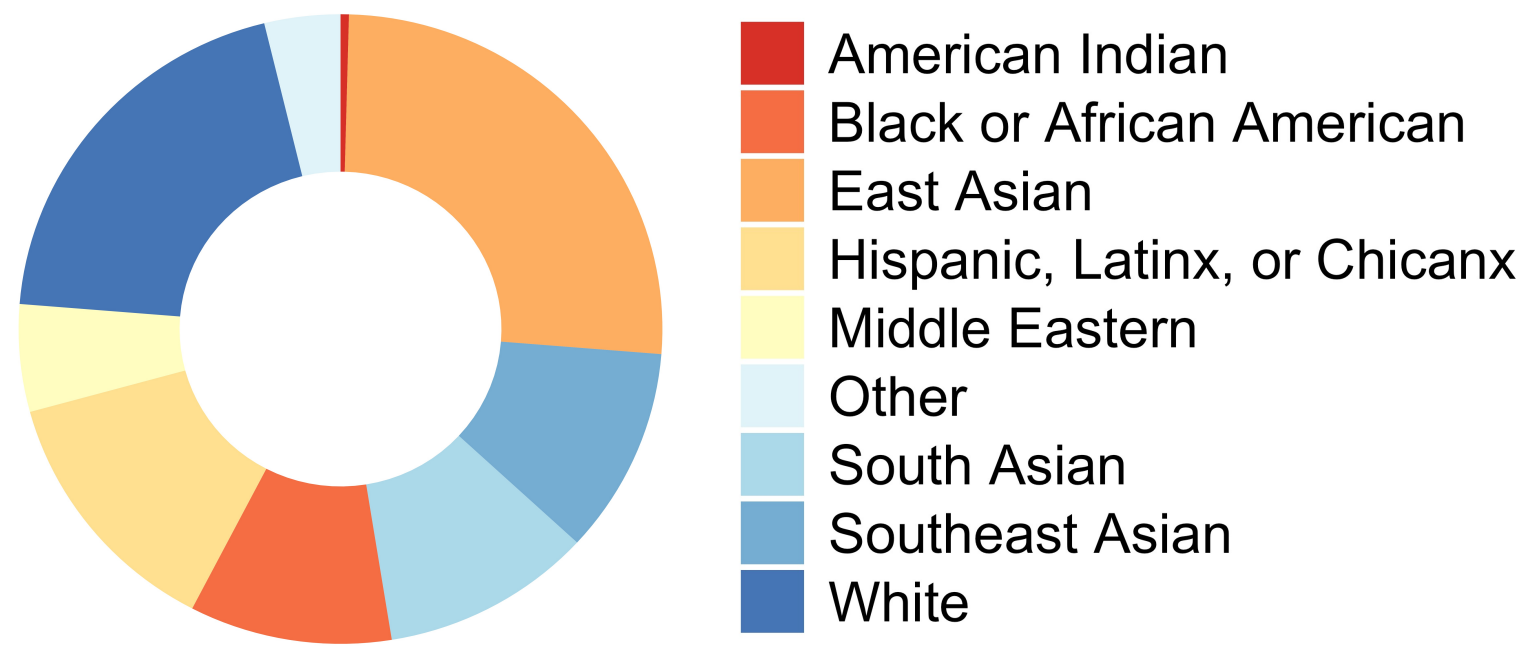 American Indian
Black or African American
East Asian
Hispanic, Latinx, or Chicanx
Middle Eastern
Other
South Asian
Southeast Asian
White